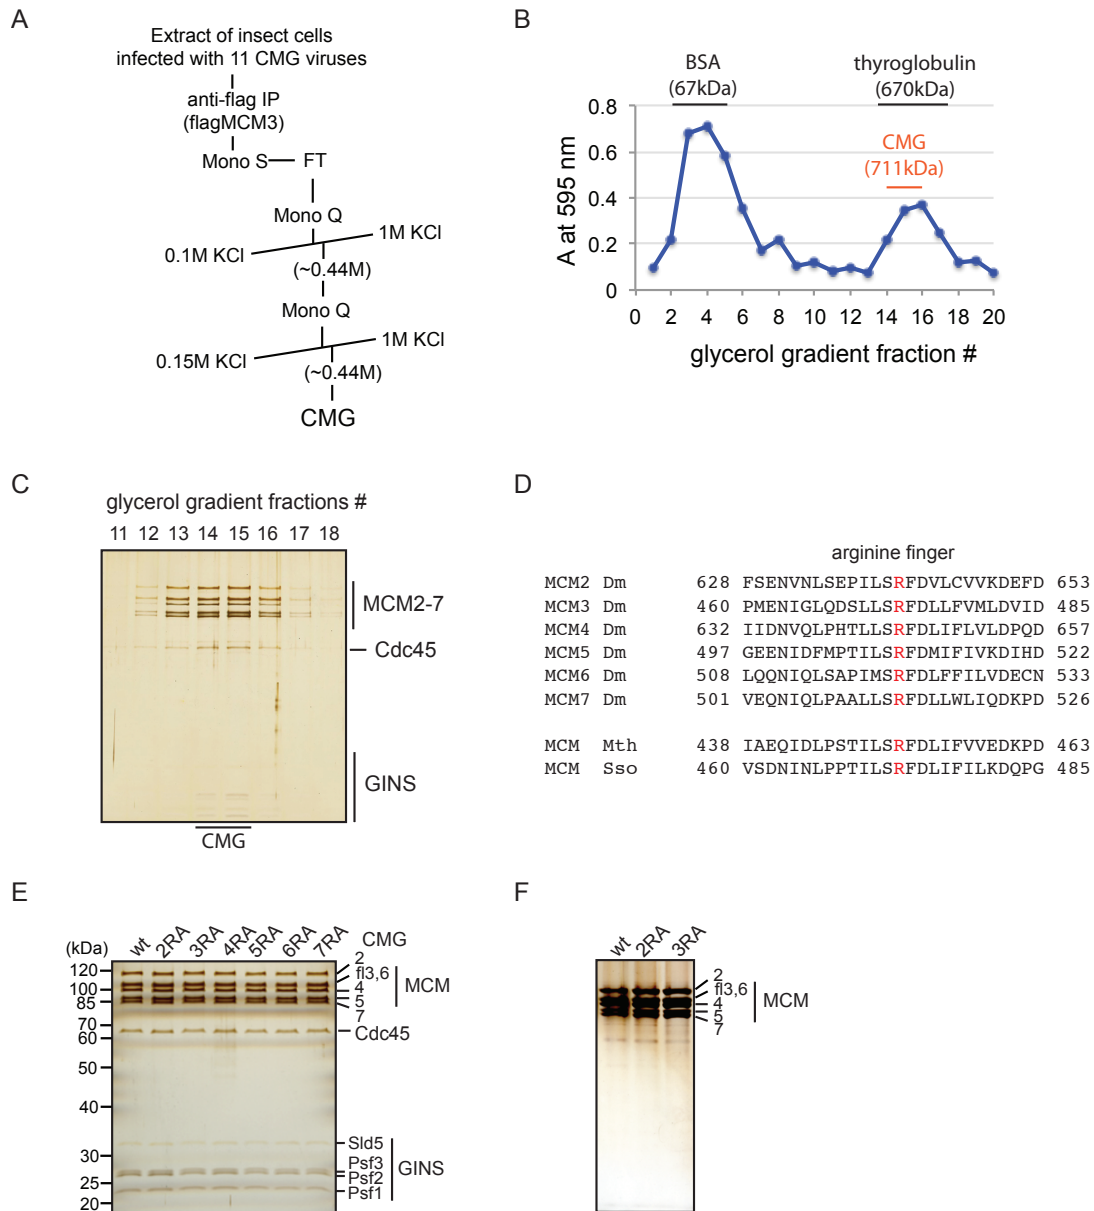 A
Extract of insect cells
infected with 11 CMG viruses
anti-flag IP
(flagMCM3)
Mono S
FT
Mono Q
0.1M KCl
1M KCl
(~0.44M)
Mono Q
0.15M KCl
1M KCl
(~0.44M)
CMG
B
BSA
(67kDa)
thyroglobulin
(670kDa)
CMG
(711kDa)
A at 595 nm
0.8
0.6
0.4
0.2
0
0 2 4 6 8 10 12 14 16 18 20
glycerol gradient fraction #
C
glycerol gradient fractions #
11 12 13 14 15 16 17 18
MCM2-7
Cdc45
GINS
CMG
D
arginine finger
MCM2 Dm 628 FSENVNLSEPILSRFDVLCVVKDEFD 653
MCM3 Dm 460 PMENIGLQDSLLSRFDLLFVMLDVID 485
MCM4 Dm 632 IIDNVQLPHTLLSRFDLIFLVLDPQD 657
MCM5 Dm 497 GEENIDFMPTILSRFDMIFIVKDIHD 522
MCM6 Dm 508 LQQNIQLSAPIMSRFDLFFILVDECN 533
MCM7 Dm 501 VEQNIQLPAALLSRFDLLWLIQDKPD 526
MCM Mth 438 IAEQIDLPSTILSRFDLIFVVEDKPD 463
MCM Sso 460 VSDNINLPPTILSRFDLIFILKDQPG 485
E
(kDa)
wt 2RA 3RA 4RA 5RA 6RA 7RA
CMG
120
100
85
70
60
50
40
30
25
20
2
fl3,6
4
5
7
MCM
Cdc45
Sld5
Psf3
Psf2
Psf1
GINS
F
wt 2RA 3RA
2
fl3,6
4
5
7
MCM